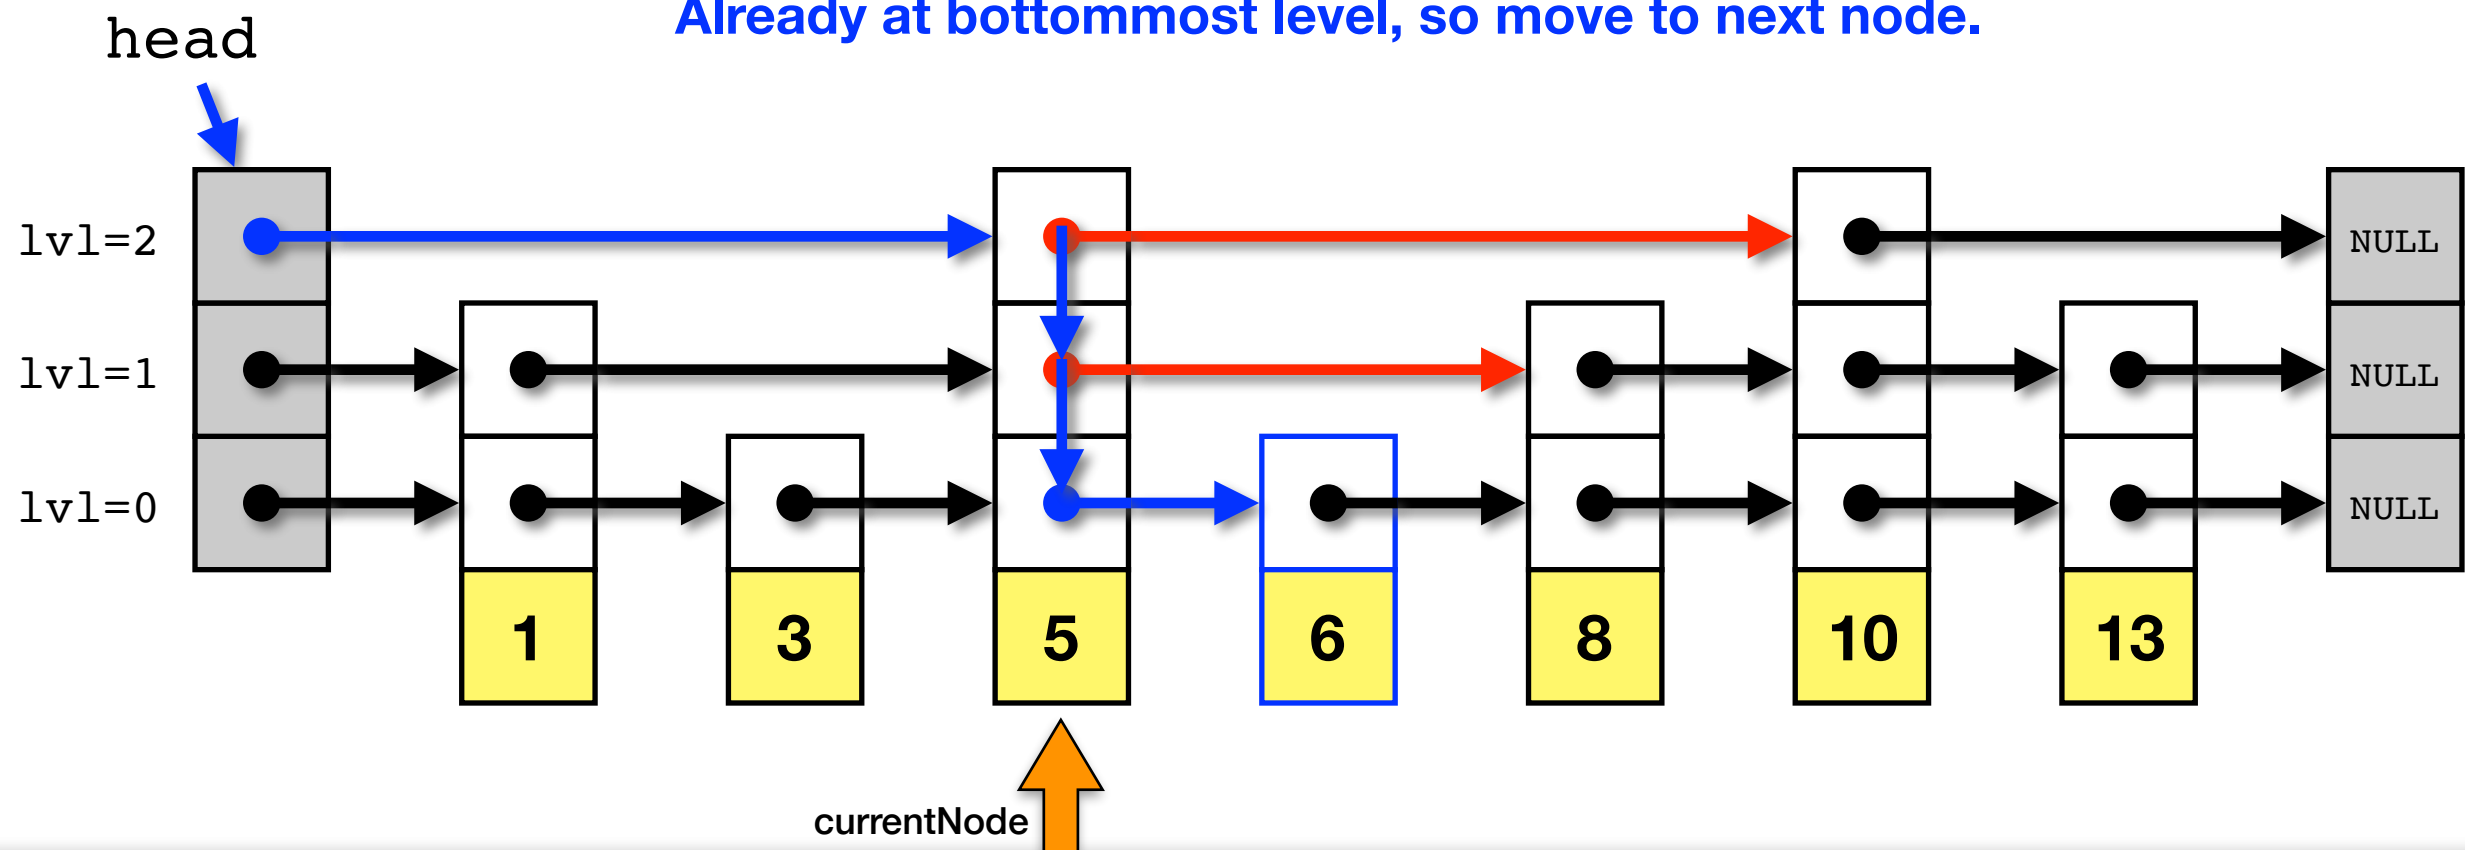 Already at bottommost level, so move to next node.
head
lvl=2 NULL
lvl=1 NULL
lvl=0 NULL
1 3 5 6 8 10 13
currentNode